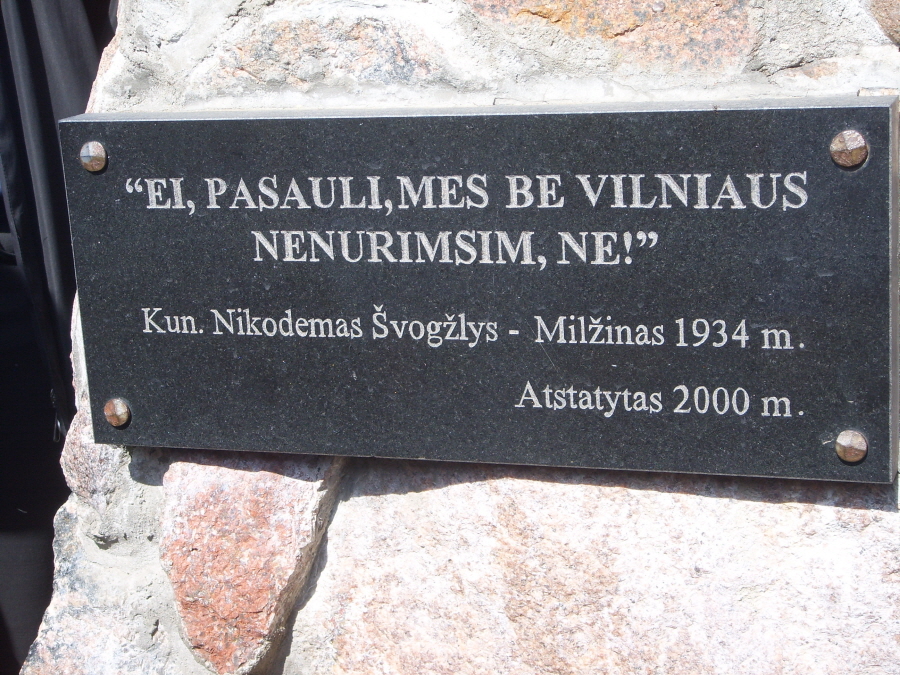 “EI, PASAULI,MES BE VILNIAUS
NENURIMSIM, NE!”
Kun. Nikodemas Švogžlys - Milžinas 1934 m.
Atstatytas 2000 m.